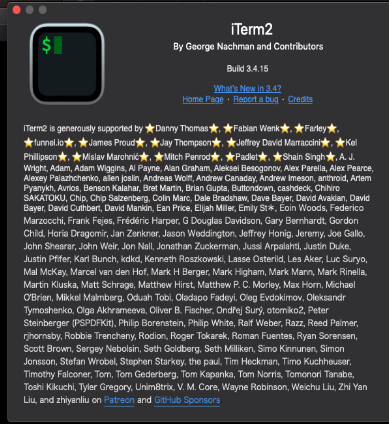 $
iTerm2
By George Nachman and Contributors
Build 3.4.15
What's New in 3.4?
Home Page · Report a bug · Credits
iTerm2 is generously supported by ⭐Danny Thomas⭐, ⭐Fabian Wenk⭐, ⭐Farley⭐,
⭐funnel.io⭐, ⭐James Proud⭐, ⭐Jay Thompson⭐, ⭐Jeffrey David Marraccini⭐, ⭐Kel
Phillipson⭐, ⭐Mislav Marohnić⭐, ⭐Mitch Penrod⭐, ⭐Padlet⭐, ⭐Shain Singh⭐, A. J.
Wright, Adam, Adam Wiggins, Al Payne, Alan Graham, Aleksei Besogonov, Alex Parella, Alex Pearce,
Alexey Palazhchenko, allen joslin, Andreas Wolff, Andrew Canaday, Andrew Imeson, anthroid, Artem
Pyanykh, Avrios, Benson Kalahar, Bret Martin, Brian Gupta, Buttondown, cashdeck, Chihiro
SAKATOKU, Chip, Chip Salzenberg, Colin Marc, Dale Bradshaw, Dave Bayer, David Avakian, David
Bayer, David Cuthbert, David Mankin, Ean Price, Elijah Miller, Emily St*, Eoin Woods, Federico
Marzocchi, Frank Fejes, Frédéric Harper, G Douglas Davidson, Gary Bernhardt, Gordon
Child, Horia Dragomir, Jan Zenkner, Jason Weddington, Jeffrey Honig, Jeremy, Joe Gallo,
John Shearar, John Weir, Jon Nall, Jonathan Zuckerman, Jussi Arpalahti, Justin Duke,
Justin Pfifer, Karl Bunch, kdkd, Kenneth Roszkowski, Lasse Osterild, Les Aker, Luc Suryo,
Mal McKay, Marcel van den Hof, Mark H Berger, Mark Higham, Mark Mann, Mark Rinella,
Martin Kluska, Matt Schrage, Matthew Hirst, Matthew P. C. Morley, Max Horn, Michael
O'Brien, Mikkel Malmberg, Oduah Tobi, Oladapo Fadeyi, Oleg Evdokimov, Oleksandr
Tymoshenko, Olga Akhrameeva, Oliver B. Fischer, Ondřej Surý, otomiko2, Peter
Steinberger (PSPDFKit), Philip Borenstein, Philip White, Ralf Weber, Razz, Reed Palmer,
rjhornsby, Robbie Trencheny, Rodion, Roger Tokarek, Roman Fuentes, Ryan Sorensen,
Scott Brown, Sergey Nebolsin, Seth Goldberg, Seth Milliken, Simo Kinnunen, Simon
Jonsson, Stefan Wrobel, Stephen Starkey, the paul, Tim Heckman, Timo Kuchheuser,
Timothy Falconer, Torn, Tom Gederberg, Tom Kapanka, Tom Norris, Tomonori Tanabe,
Toshi Kikuchi, Tyler Gregory, Unim8trix, V. M. Core, Wayne Robinson, Weichu Liu, Zhi Yan
Liu, and zhiyanliu on Patreon and GitHub Sponsors